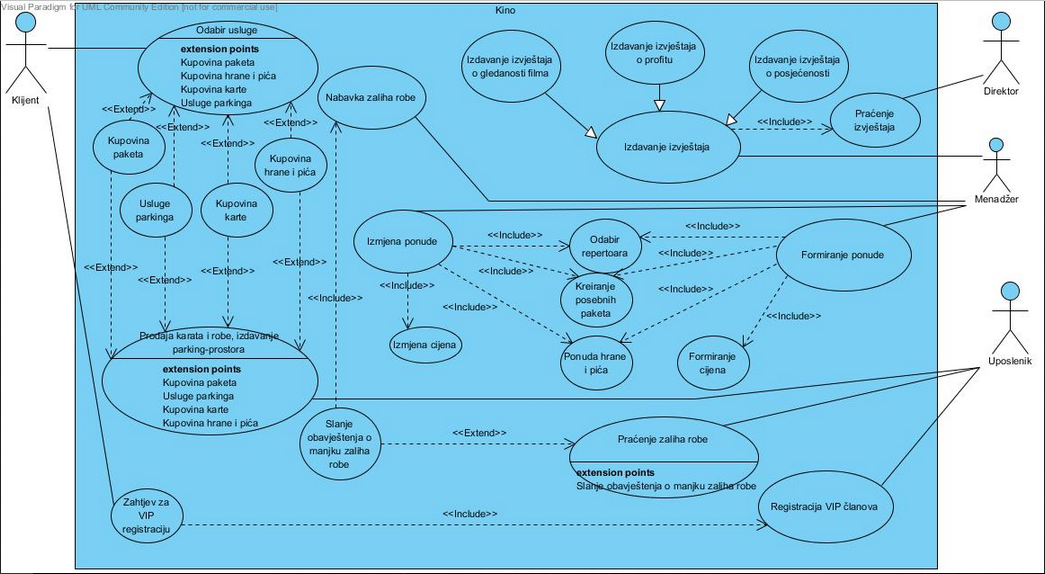 Visual Paradigm for UML Community Edition [not for commercial use]
Kino
Odabir usluge
extension points
Kupovina paketa
Kupovina hrane i pića
Kupovina karte
Usluge parkinga
Klijent
Nabavka zaliha robe
Izdavanje izvještaja
o gledanosti filma
Izdavanje izvještaja
o profitu
Izdavanje izvještaja
o posjećenosti
Direktor
<<Extend>>
<<Extend>>
<<Extend>>
<<Extend>>
Kupovina
paketa
Kupovina
hrane i pića
Usluge
parkinga
Kupovina
karte
Izdavanje izvještaja
<<Include>>
Praćenje
izvještaja
Menadžer
Izmjena ponude
<<Include>>
<<Include>>
<<Include>>
<<Include>>
Odabir
repertoara
<<Include>>
<<Include>>
<<Include>>
<<Include>>
Formiranje ponude
Kreiranje
posebnih
paketa
<<Extend>>
<<Extend>>
<<Extend>>
<<Extend>>
<<Include>>
Izmjena cijena
Ponuda hrane
i pića
Formiranje
cijena
Uposlenik
Prodaja karata i robe, izdavanje
parking-prostora
extension points
Kupovina paketa
Usluge parkinga
Kupovina karte
Kupovina hrane i pića
Slanje
obavještenja o
manjku zaliha
robe
<<Extend>>
Praćenje zaliha robe
extension points
Slanje obavještenja o manjku zaliha robe
Zahtjev za
VIP
registraciju
<<Include>>
Registracija VIP članova